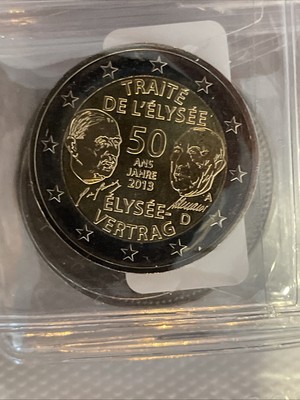 TRAITÉ
DE L'ÉLYSÉE
50
ANS
JAHRE
2013
A
ÉLYSÉE-
D
VERTRAG